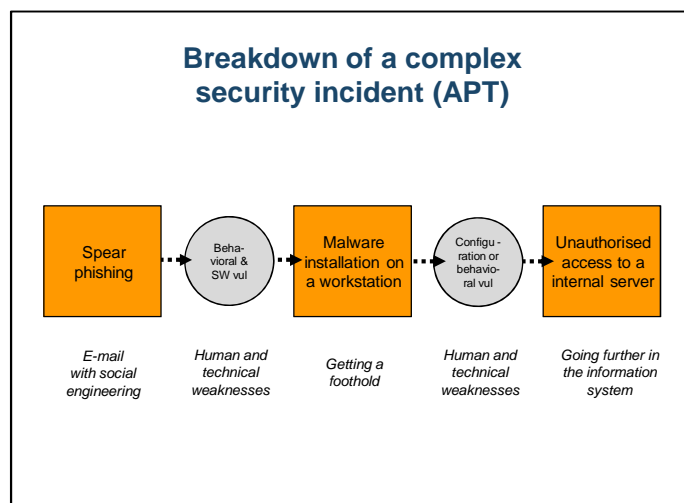 Breakdown of a complex
security incident (APT)
Spear
phishing
Beha-
vioral &
SW vul
Malware
installation on
a workstation
Configu -
ration or
behavio-
ral vul
Unauthorised
access to a
internal server
E-mail
with social
engineering
Human and
technical
weaknesses
Getting a
foothold
Human and
technical
weaknesses
Going further in
the information
system